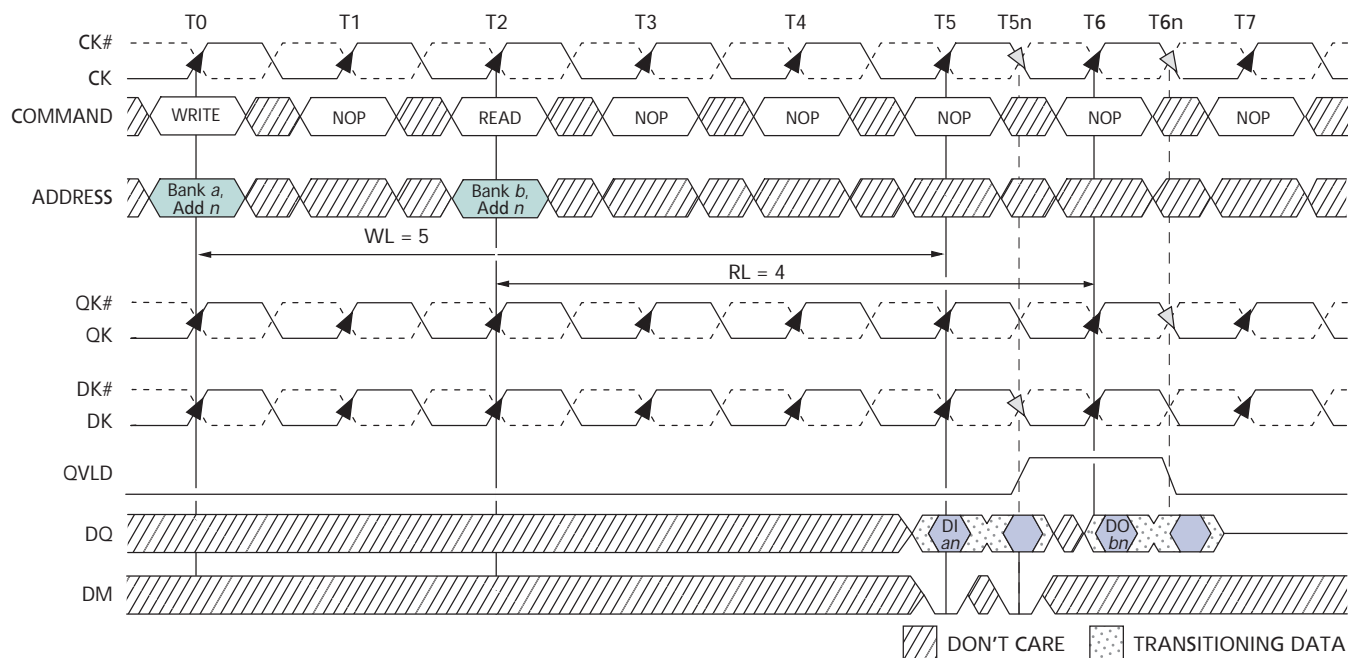 T0 T1 T2 T3 T4 T5 T5n T6 T6n T7
CK#
CK
COMMAND WRITE NOP READ NOP NOP NOP NOP NOP
ADDRESS Bank a, Add n Bank b, Add n
WL = 5
RL = 4
QK#
QK
DK#
DK
QVLD
DQ DI an DO bn
DM
DON'T CARE TRANSITIONING DATA